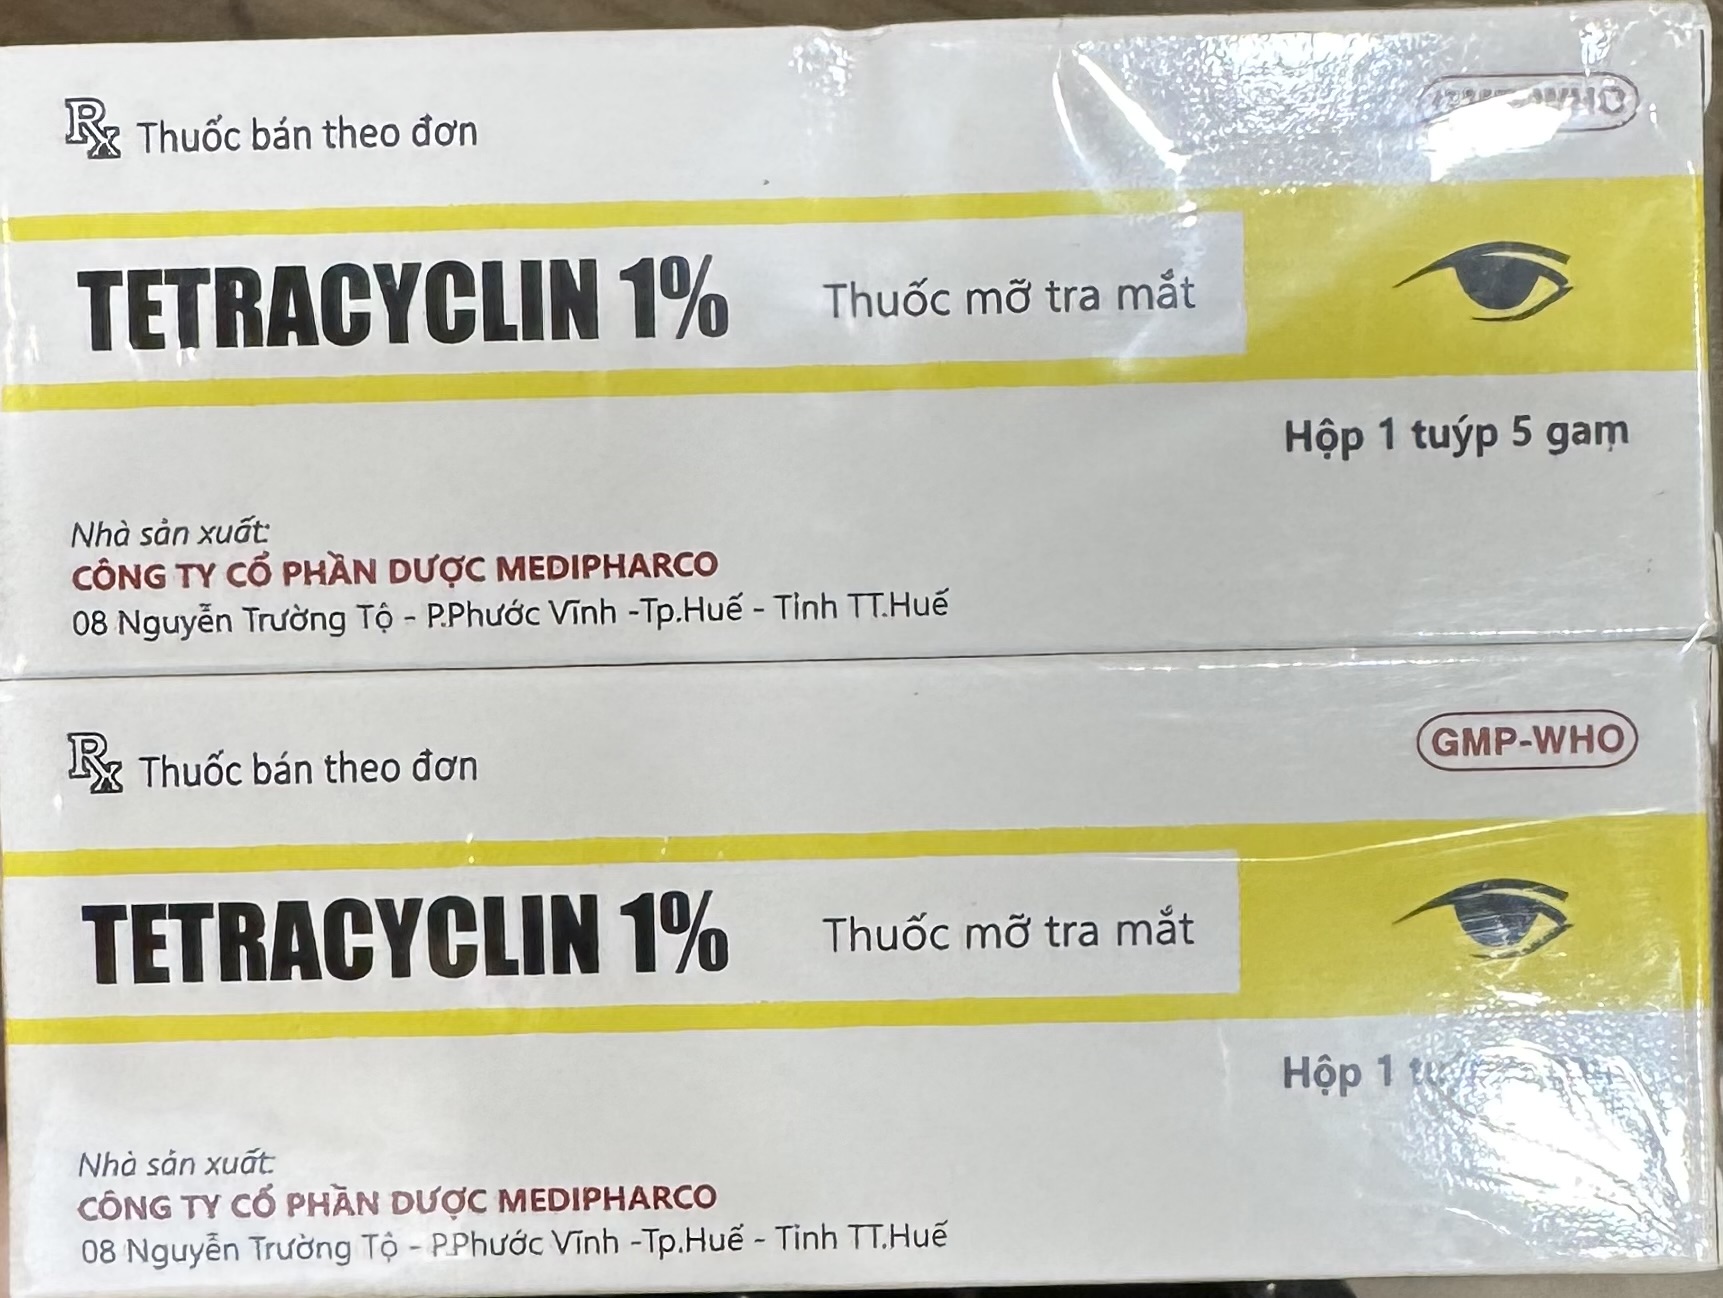 Rx Thuốc bán theo đơn
TETRACYCLIN 1% Thuốc mỡ tra mắt
Hộp 1 tuýp 5 gam
Nhà sản xuất:
CÔNG TY CỔ PHẦN DƯỢC MEDIPHARCO
08 Nguyễn Trường Tộ - P.Phước Vĩnh -Tp.Huế - Tỉnh TT.Huế
Rx Thuốc bán theo đơn
GMP-WHO
TETRACYCLIN 1% Thuốc mỡ tra mắt
Hộp 1
Nhà sản xuất:
CÔNG TY CỔ PHẦN DƯỢC MEDIPHARCO
08 Nguyễn Trường Tộ - P.Phước Vĩnh -Tp.Huế - Tỉnh TT.Huế